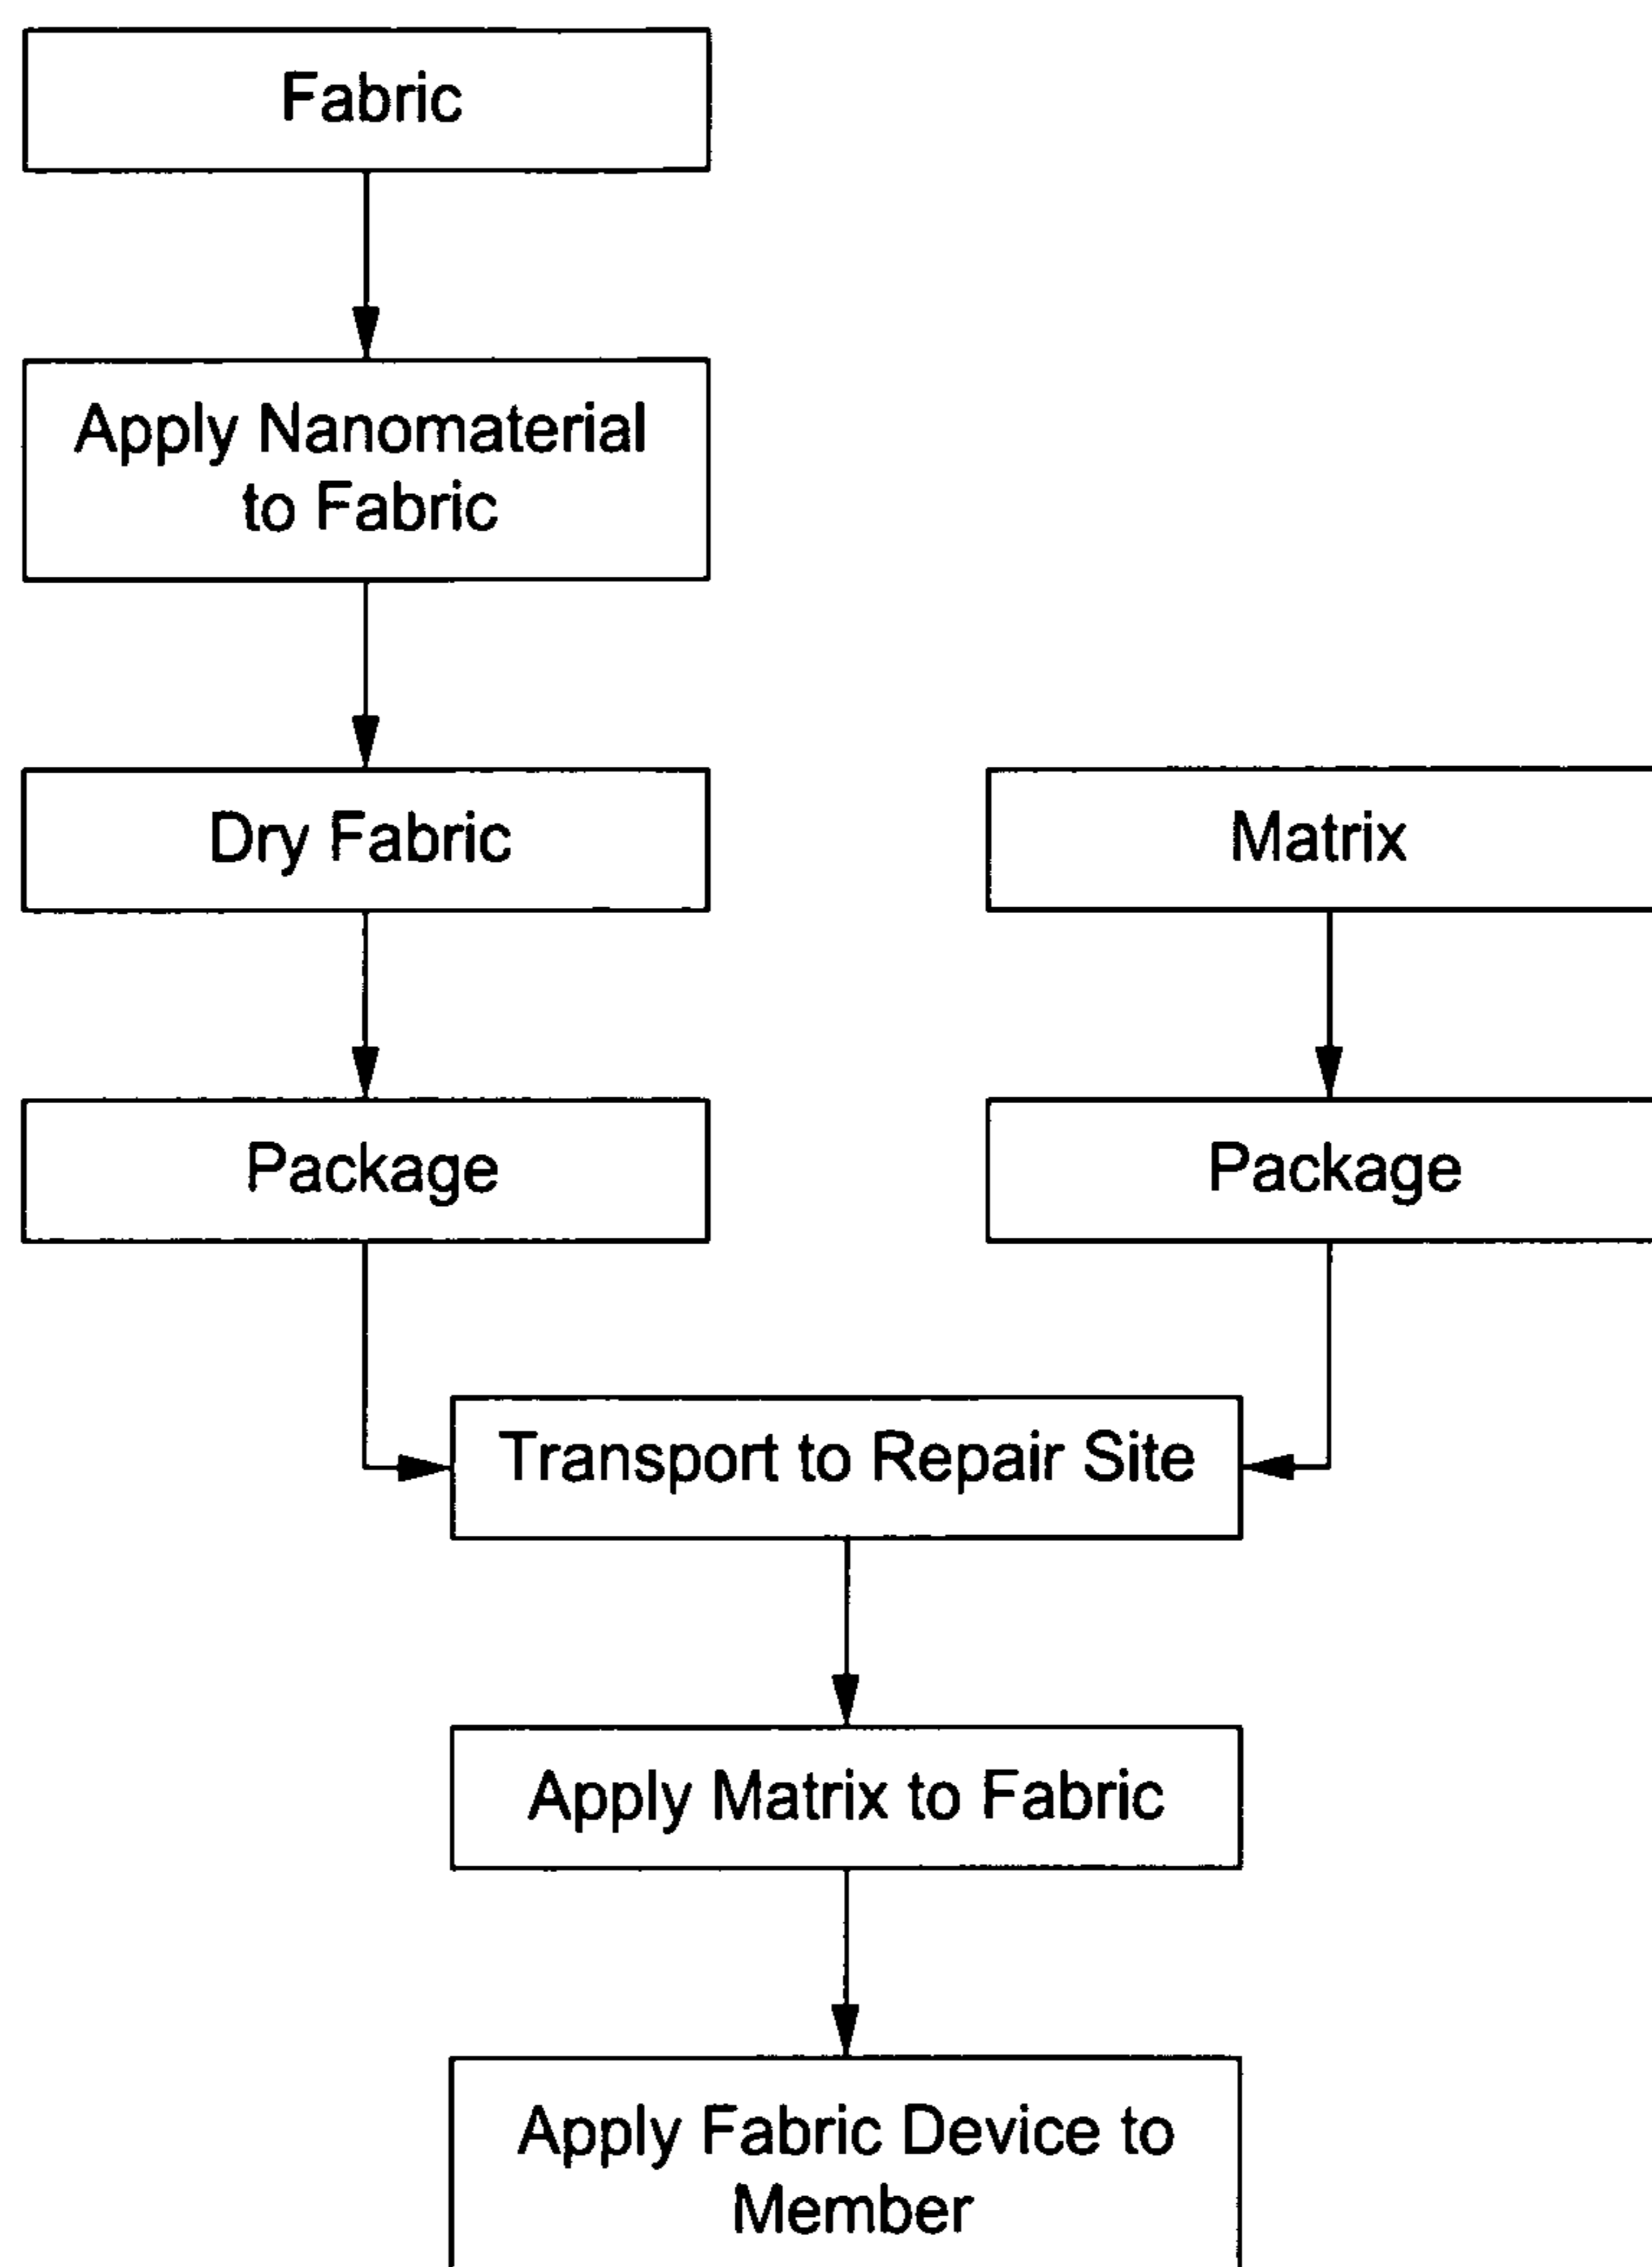 Fabric
Apply Nanomaterial
to Fabric
Dry Fabric
Matrix
Package
Package
Transport to Repair Site
Apply Matrix to Fabric
Apply Fabric Device to
Member